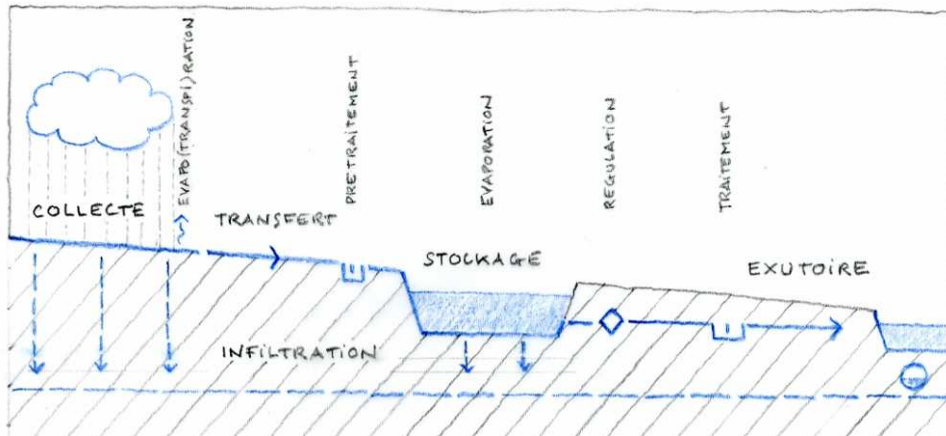 EVAPO(TRANSPI)RATION
PRETRAITEMENT
EVAPORATION
REGULATION
TRAITEMENT
COLLECTE
TRANSFERT
STOCKAGE
EXUTOIRE
INFILTRATION